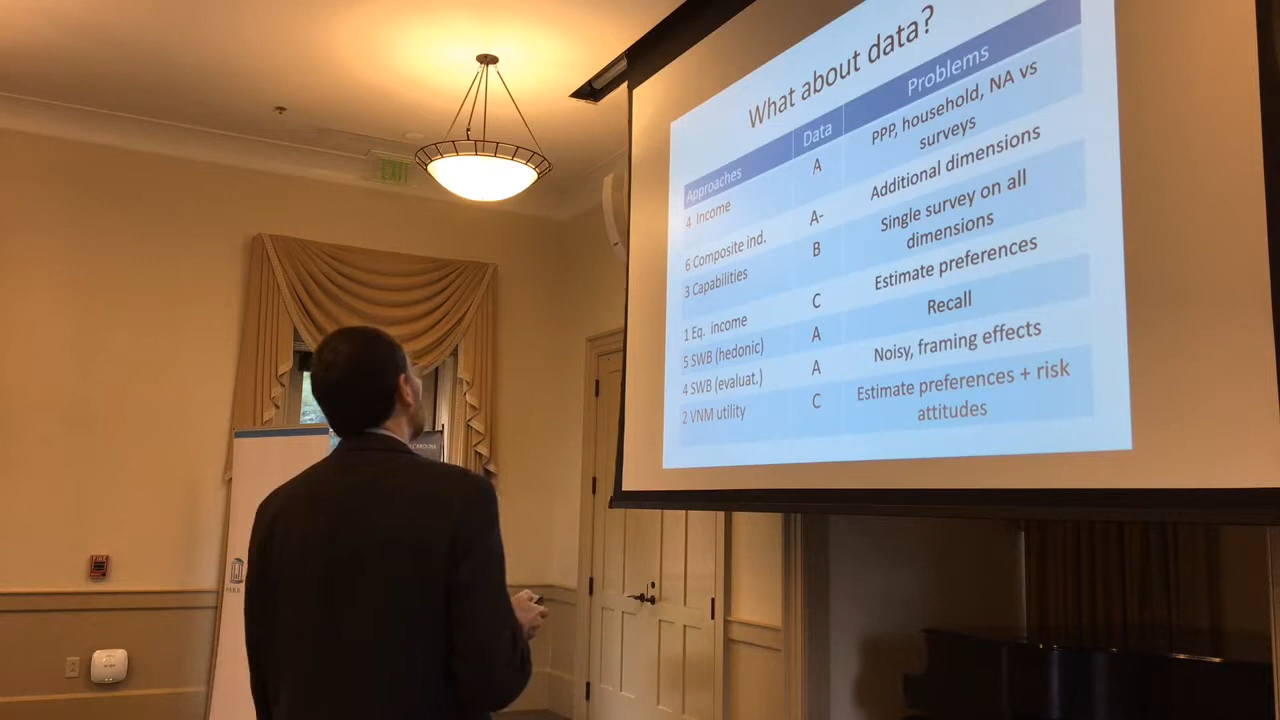 What about data?
Approaches Data Problems
4 Income A PPP, household, NA vs
surveys
6 Composite ind. A- Additional dimensions
3 Capabilities B Single survey on all
dimensions
1 Eq. income C Estimate preferences
5 SWB (hedonic) A Recall
4 SWB (evaluat.) A Noisy, framing effects
2 VNM utility C Estimate preferences + risk
attitudes
EXIT
CAROLINA
FIRE